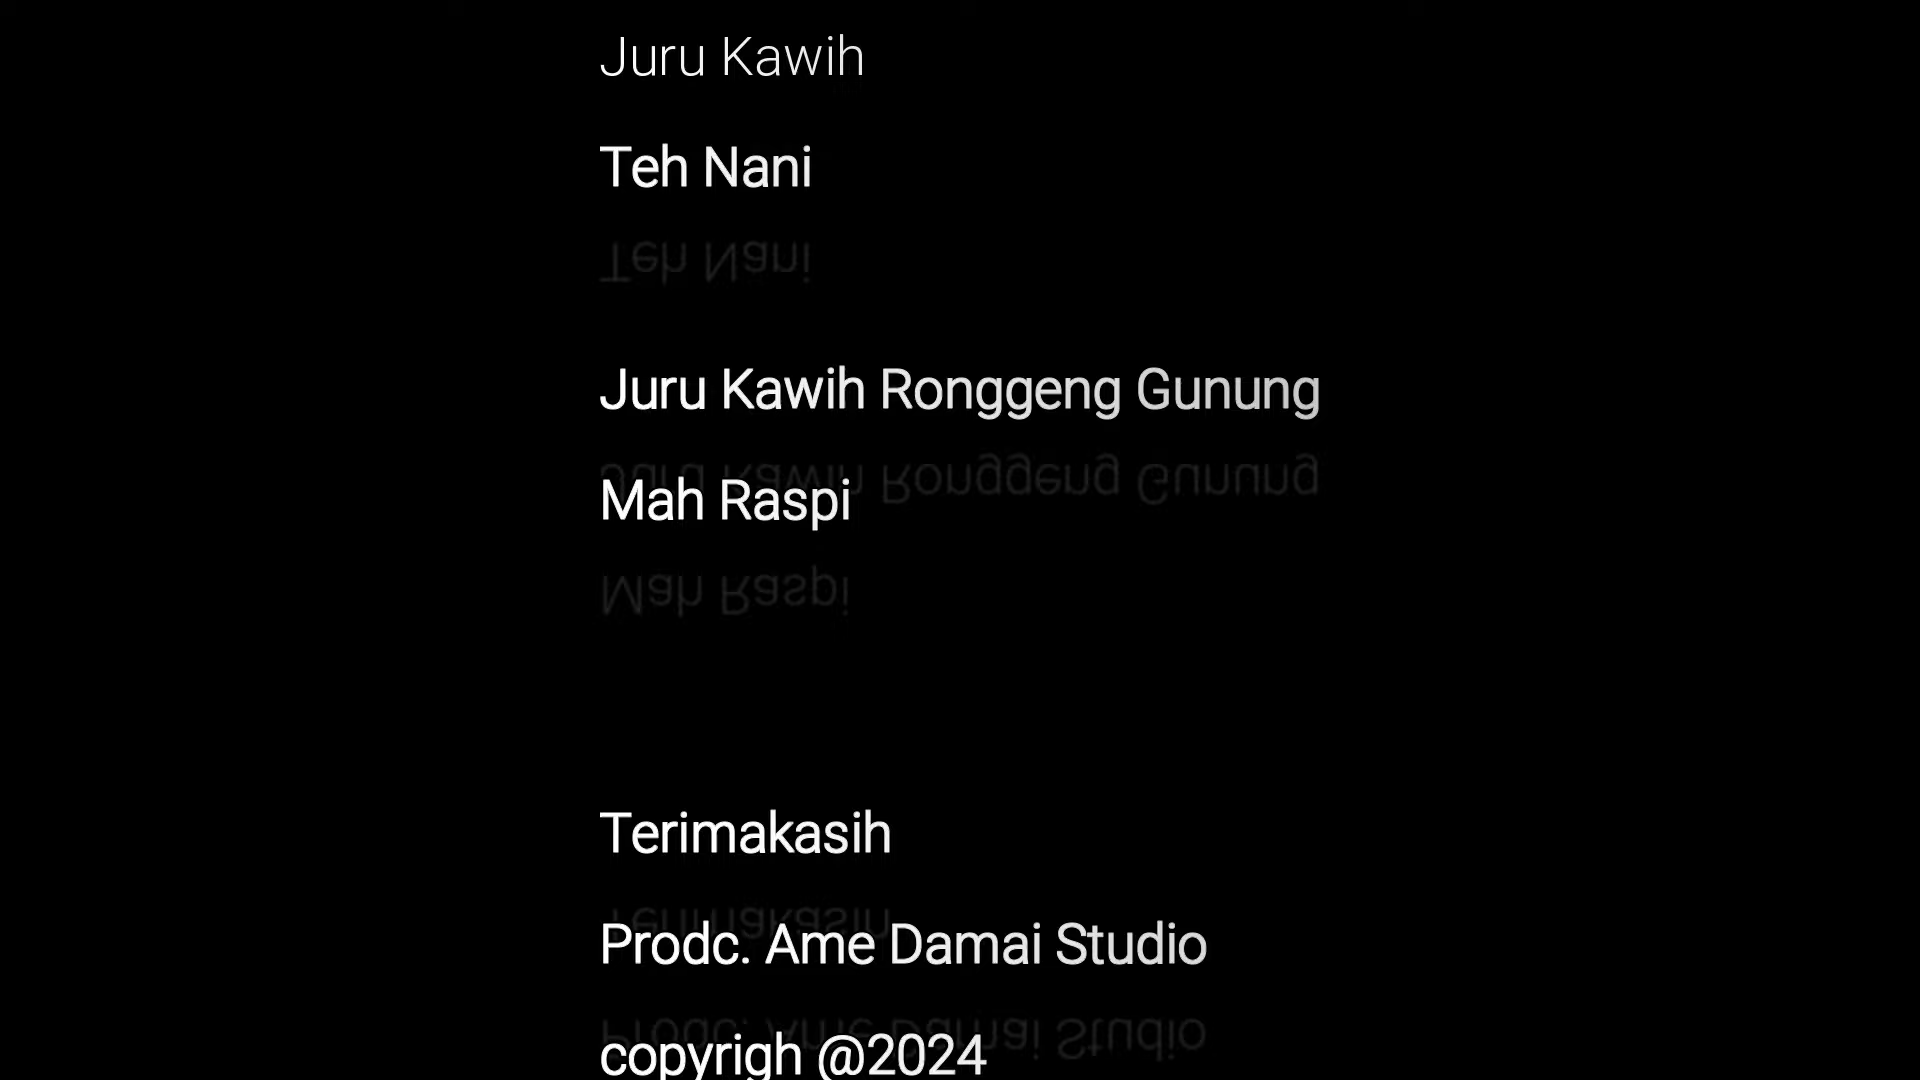 Juru Kawih
Teh Nani
Juru Kawih Ronggeng Gunung
Mah Raspi
Terimakasih
Prodc. Ame Damai Studio
copyrigh @2024